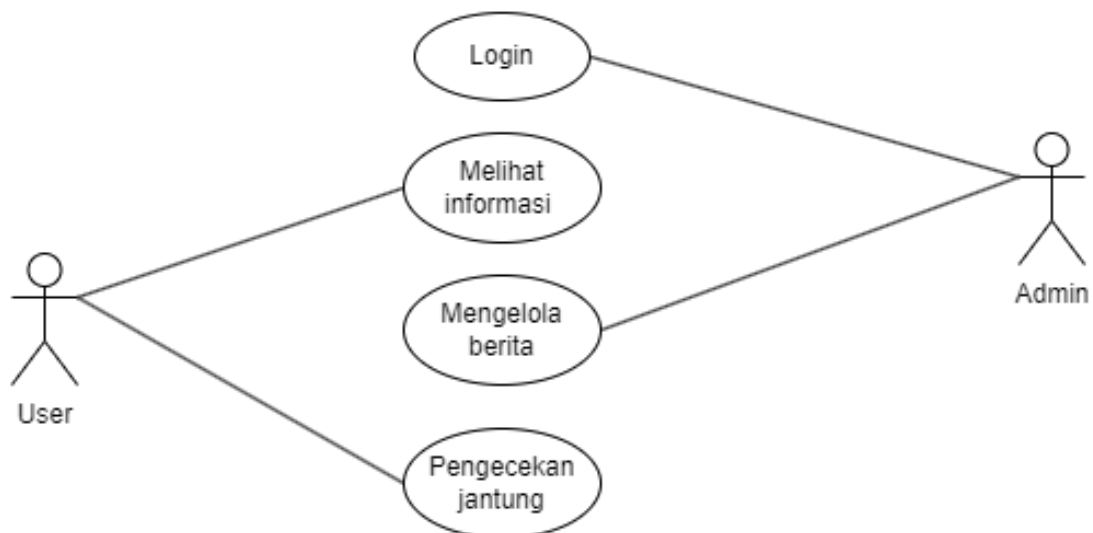 Login
Melihat
informasi
Mengelola
berita
Admin
User
Pengecekan
jantung